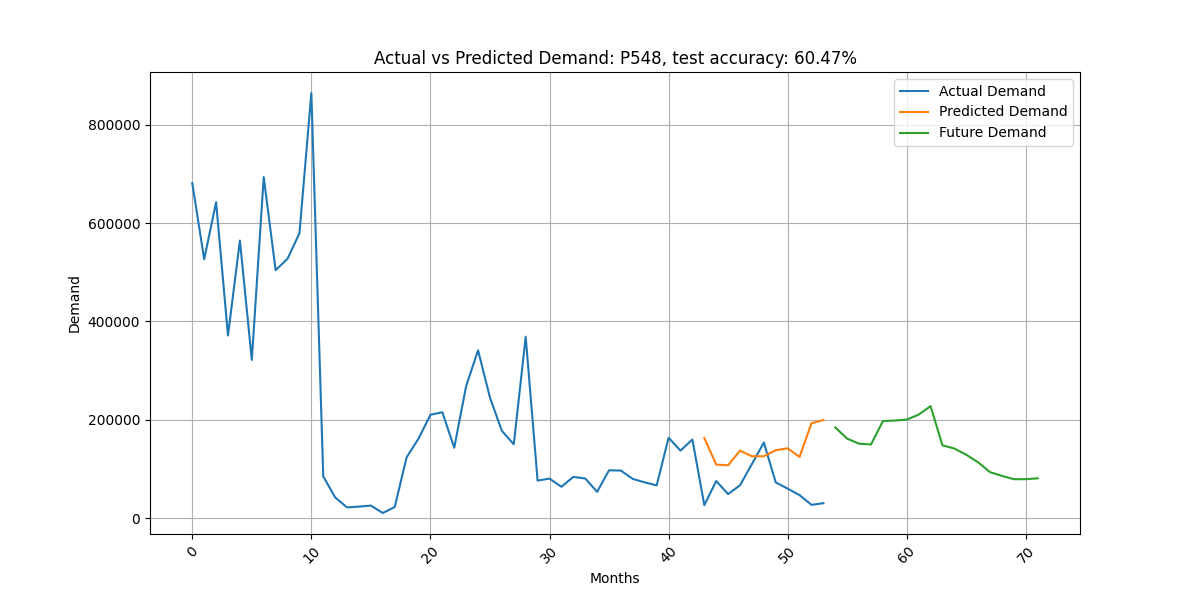 Actual vs Predicted Demand: P548, test accuracy: 60.47%
Actual Demand
Predicted Demand
Future Demand
800000
600000
400000
200000
0
Demand
0
10
20
30
40
50
60
70
Months